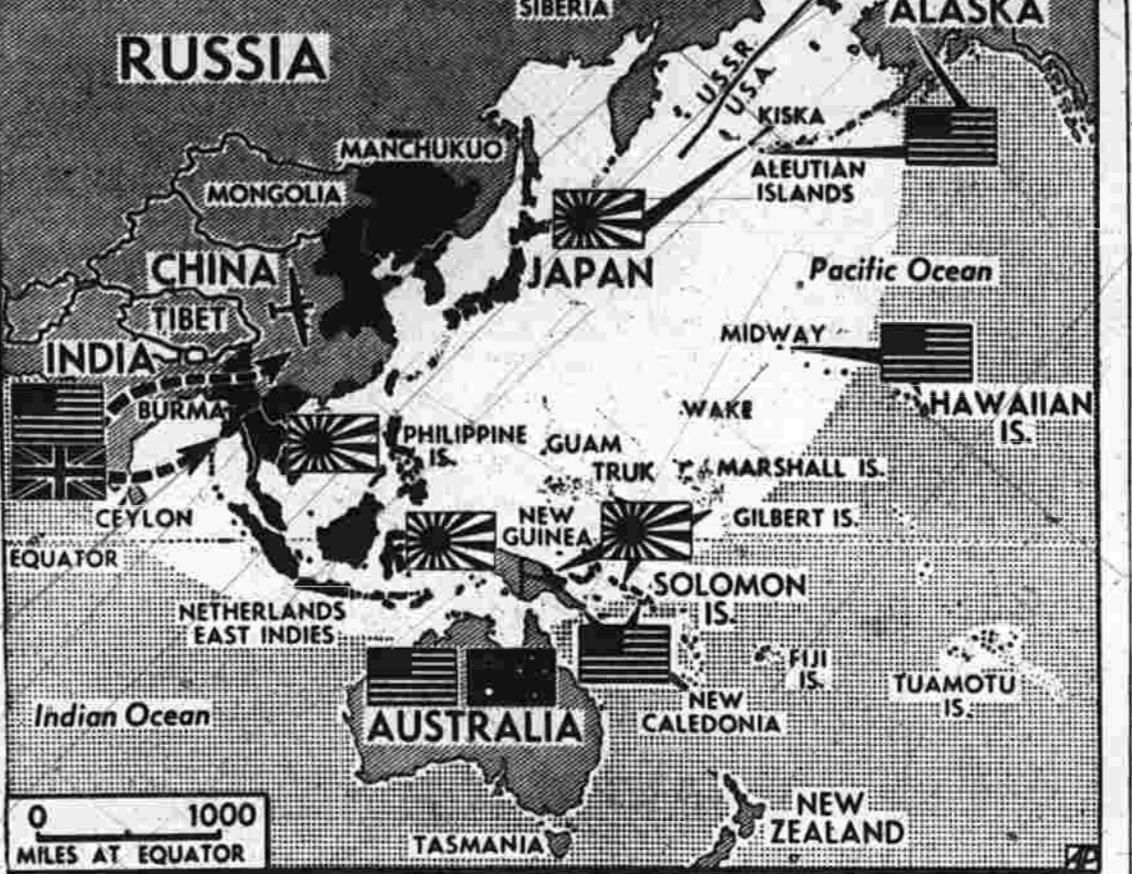 SIBERIA
ALASKA
RUSSIA
U.S.S.R.
U.S.A.
KISKA
MANCHUKUO
ALEUTIAN
ISLANDS
MONGOLIA
CHINA
JAPAN
Pacific Ocean
TIBET
MIDWAY
INDIA
HAWAIIAN
IS.
BURMA
WAKE
PHILIPPINE
IS.
GUAM
TRUK
MARSHALL IS.
CEYLON
NEW
GUINEA
GILBERT IS.
EQUATOR
SOLOMON
IS.
NETHERLANDS
EAST INDIES
FIJI
IS.
TUAMOTU
IS.
NEW
CALEDONIA
Indian Ocean
AUSTRALIA
0 1000
MILES AT EQUATOR
TASMANIA
NEW
ZEALAND
AP